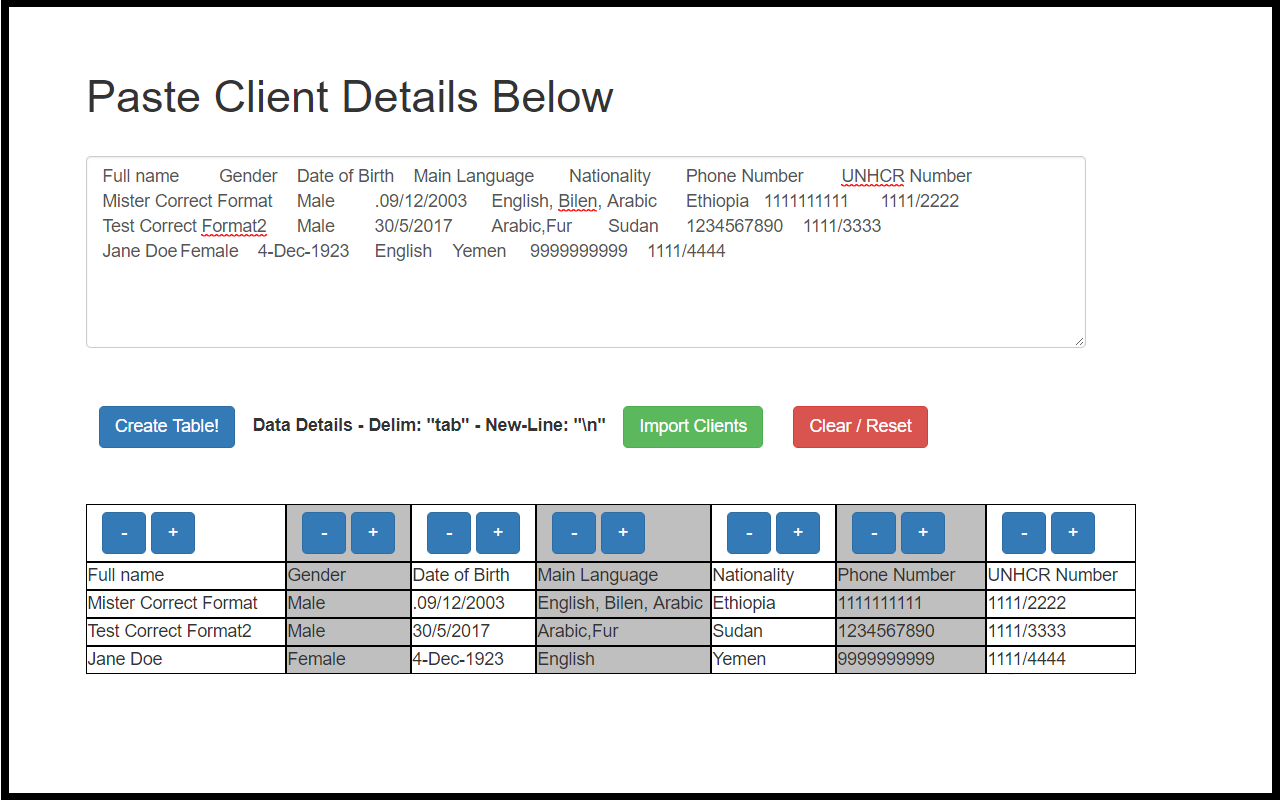 Paste Client Details Below
Full name Gender Date of Birth Main Language Nationality Phone Number UNHCR Number
Mister Correct Format Male .09/12/2003 English, Bilen, Arabic Ethiopia 1111111111 1111/2222
Test Correct Format2 Male 30/5/2017 Arabic,Fur Sudan 1234567890 1111/3333
Jane Doe Female 4-Dec-1923 English Yemen 9999999999 1111/4444
Create Table! Data Details - Delim: "tab" - New-Line: "\n" Import Clients Clear / Reset
- + - + - + - + - + - + - +
Full name Gender Date of Birth Main Language Nationality Phone Number UNHCR Number
Mister Correct Format Male .09/12/2003 English, Bilen, Arabic Ethiopia 1111111111 1111/2222
Test Correct Format2 Male 30/5/2017 Arabic,Fur Sudan 1234567890 1111/3333
Jane Doe Female 4-Dec-1923 English Yemen 9999999999 1111/4444